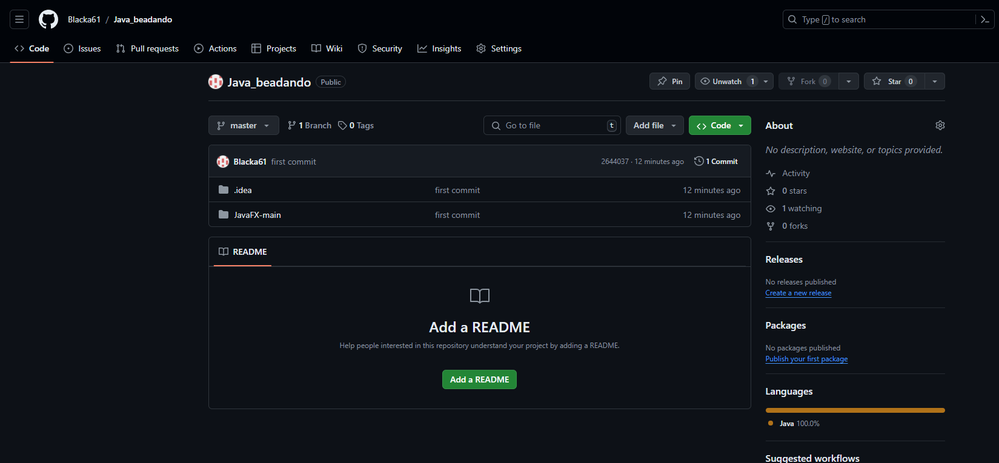 Blacka61 / Java_beadando
Type / to search
Code Issues Pull requests Actions Projects Wiki Security Insights Settings
Java_beadando Public
Pin Unwatch 1 Fork 0 Star 0
master 1 Branch 0 Tags Go to file t Add file Code
Blacka61 first commit 2644037 · 12 minutes ago 1 Commit
.idea first commit 12 minutes ago
JavaFX-main first commit 12 minutes ago
README
Add a README
Help people interested in this repository understand your project by adding a README.
Add a README
About
No description, website, or topics provided.
Activity
0 stars
1 watching
0 forks
Releases
No releases published
Create a new release
Packages
No packages published
Publish your first package
Languages
Java 100.0%
Suggested workflows